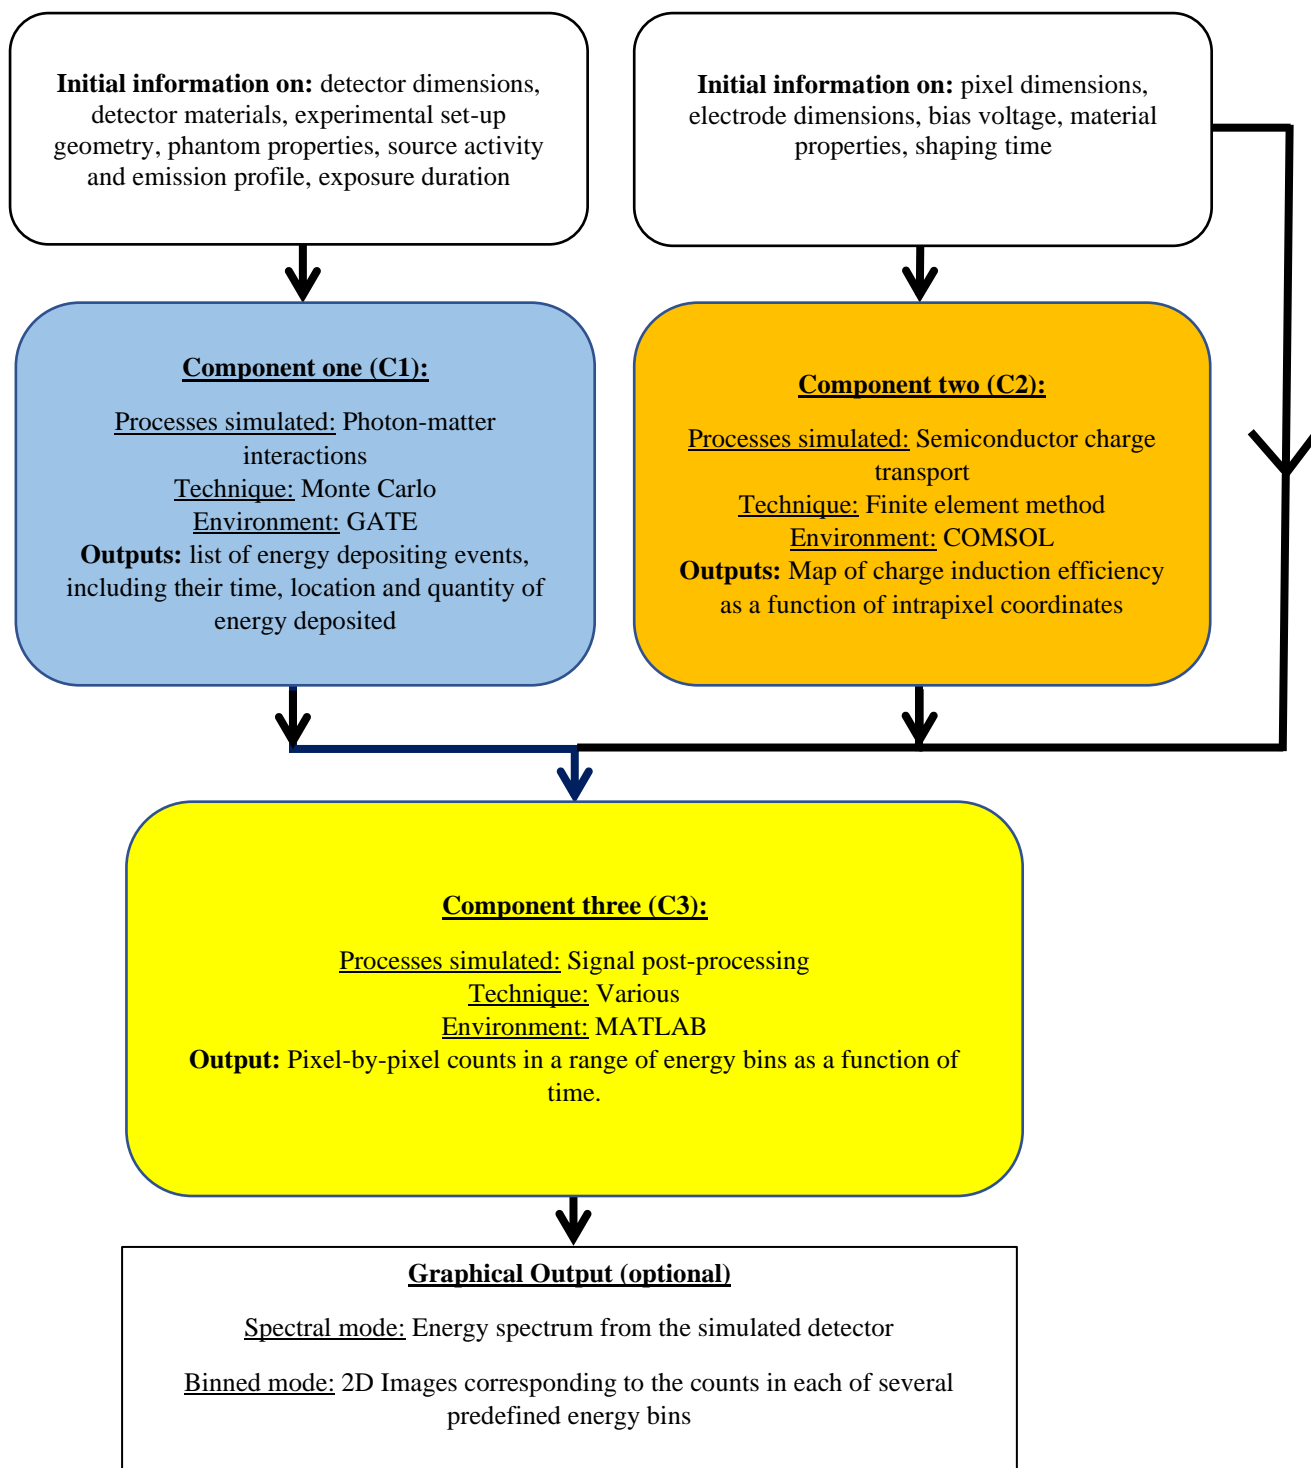 Initial information on: detector dimensions,
detector materials, experimental set-up
geometry, phantom properties, source activity
and emission profile, exposure duration
Initial information on: pixel dimensions,
electrode dimensions, bias voltage, material
properties, shaping time
Component one (C1):
Processes simulated: Photon-matter
interactions
Technique: Monte Carlo
Environment: GATE
Outputs: list of energy depositing events,
including their time, location and quantity of
energy deposited
Component two (C2):
Processes simulated: Semiconductor charge
transport
Technique: Finite element method
Environment: COMSOL
Outputs: Map of charge induction efficiency
as a function of intrapixel coordinates
Component three (C3):
Processes simulated: Signal post-processing
Technique: Various
Environment: MATLAB
Output: Pixel-by-pixel counts in a range of energy bins as a function of
time.
Graphical Output (optional)
Spectral mode: Energy spectrum from the simulated detector
Binned mode: 2D Images corresponding to the counts in each of several
predefined energy bins